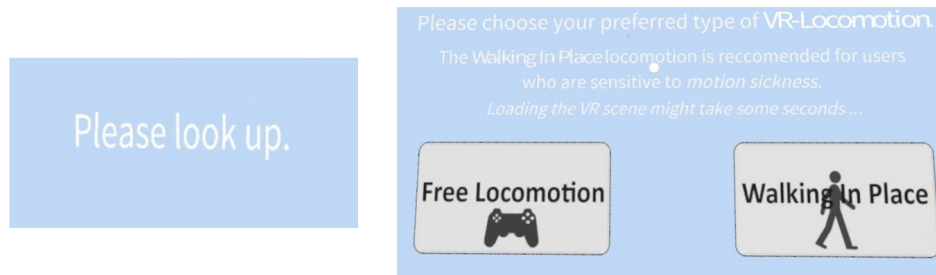 Please look up.
Please choose your preferred type of VR-Locomotion.
The Walking In Place locomotion is reccomended for users
who are sensitive to motion sickness.
Loading the VR scene might take some seconds ...
Free Locomotion
Walking In Place